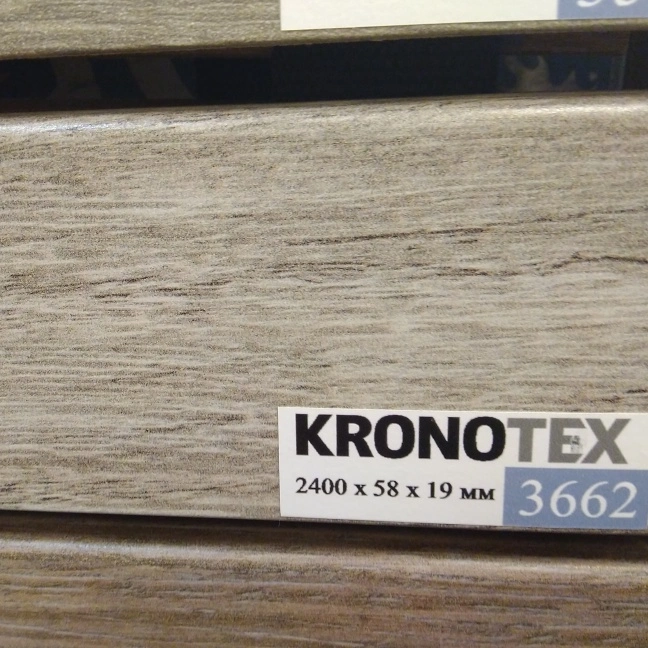 KRONOTEX
2400 x 58 x 19 мм
3662